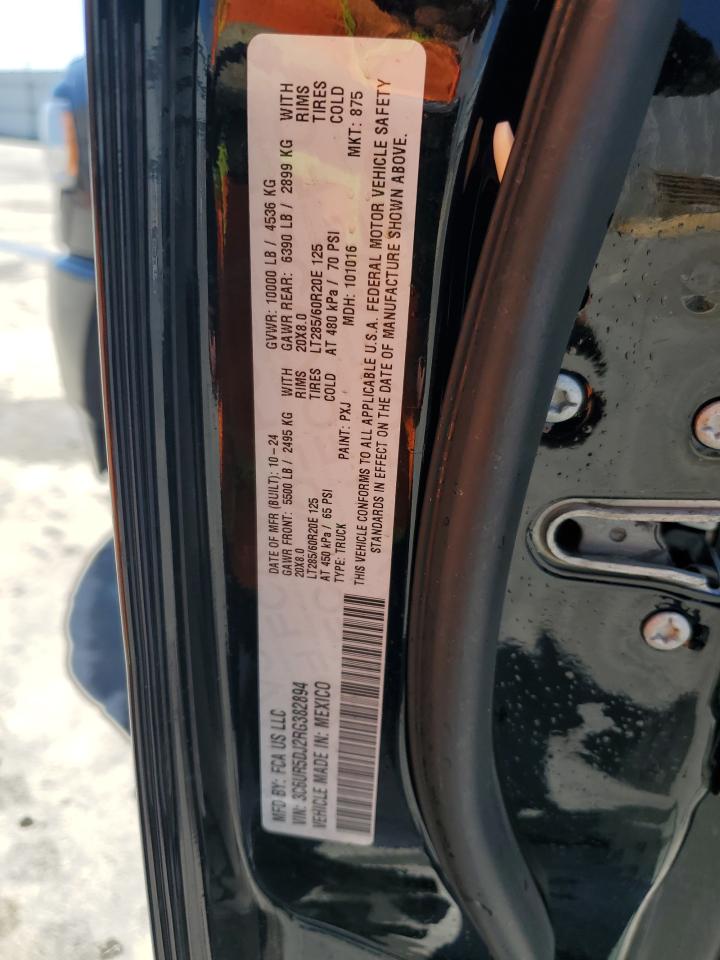 MFD BY: FCA US LLC
VIN: 3C6UR5DJ2RG382894
VEHICLE MADE IN: MEXICO
DATE OF MFR (BUILT): 10-24
GAWR FRONT: 5500 LB / 2495 KG WITH
20X8.0 RIMS
LT285/60R20E 125 TIRES
AT 450 kPa / 65 PSI COLD
TYPE: TRUCK PAINT: PXJ
GVWR: 10000 LB / 4536 KG
GAWR REAR: 6390 LB / 2899 KG WITH
20X8.0 RIMS
LT285/60R20E 125 TIRES
AT 480 kPa / 70 PSI COLD
MDH: 101016 MKT: 875
THIS VEHICLE CONFORMS TO ALL APPLICABLE U.S.A. FEDERAL MOTOR VEHICLE SAFETY
STANDARDS IN EFFECT ON THE DATE OF MANUFACTURE SHOWN ABOVE.